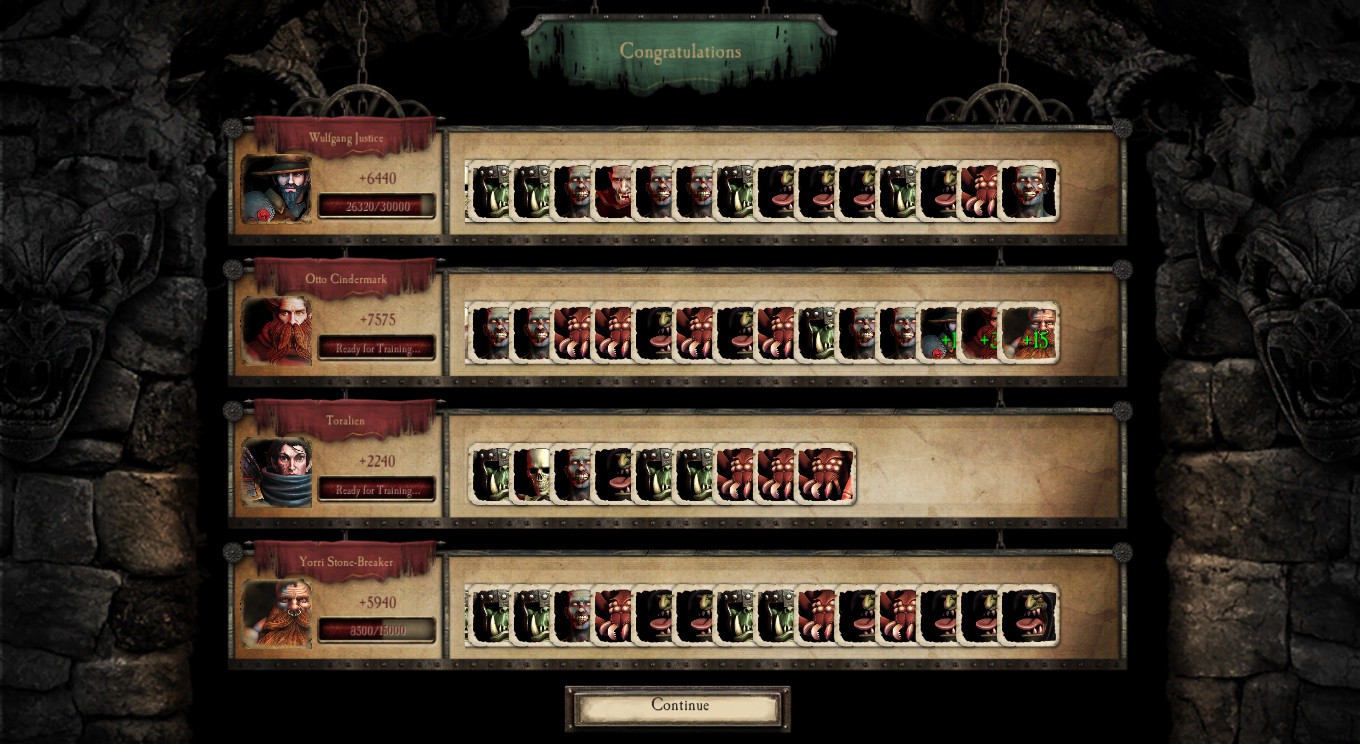 Congratulations
Wulfgang Justice
+6440
26320/30000
Otto Cindermark
+7575
Ready for Training...
+15
Toralien
+2240
Ready for Training...
Yorri Stone-Breaker
+5940
8500/15000
Continue